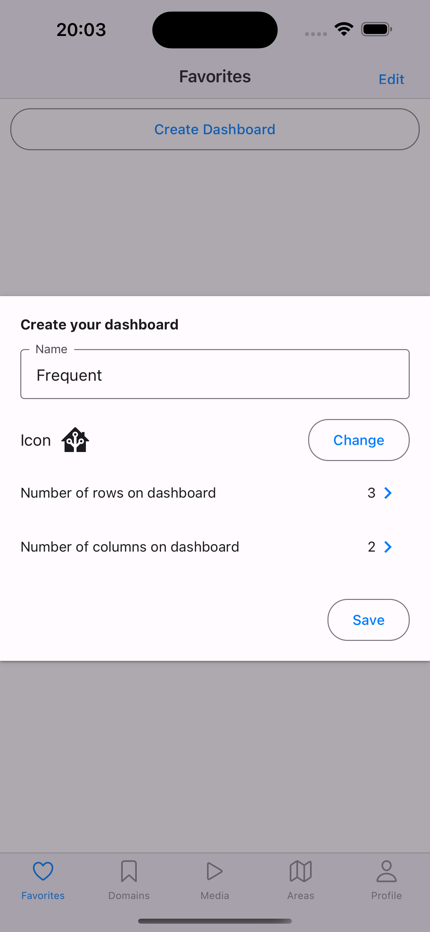 20:03
Favorites
Edit
Create Dashboard
Create your dashboard
Name
Frequent
Icon
Change
Number of rows on dashboard
3
Number of columns on dashboard
2
Save
Favorites
Domains
Media
Areas
Profile